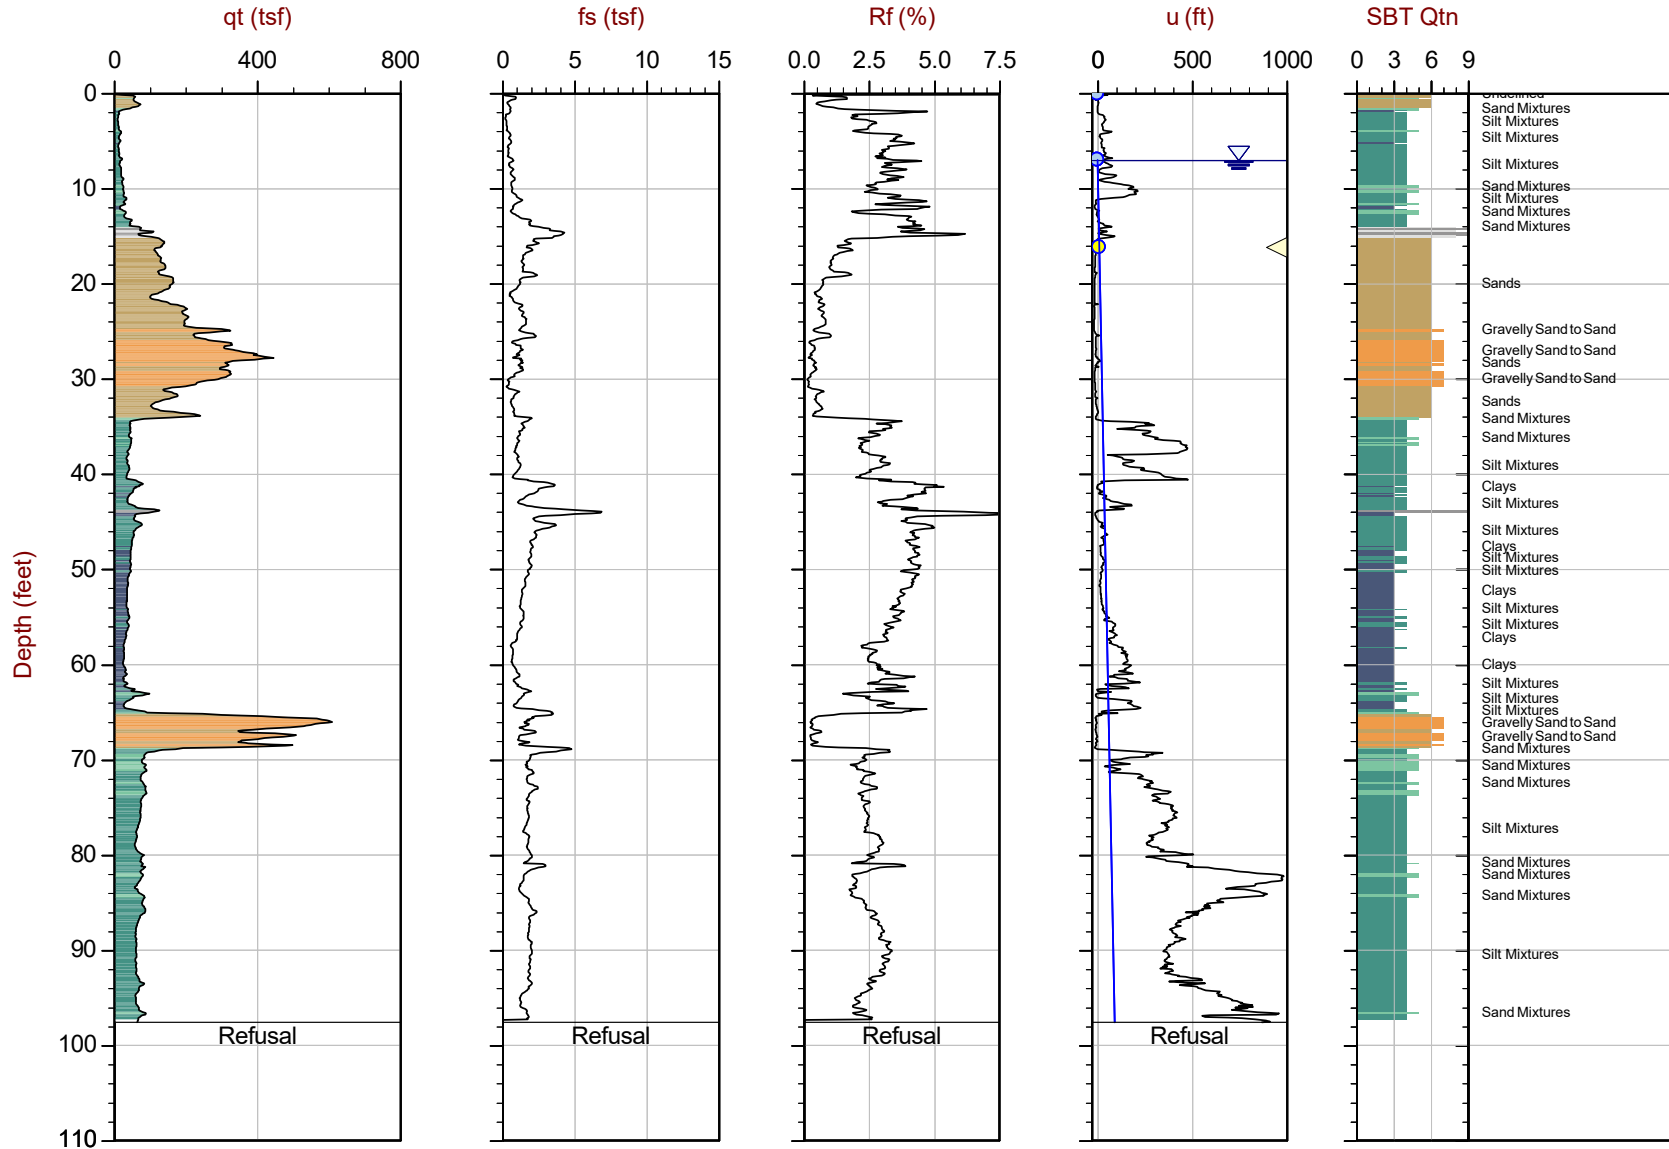 qt (tsf) fs (tsf) Rf (%) u (ft) SBT Qtn
0 400 800 0 5 10 15 0.0 2.5 5.0 7.5 0 500 1000 0 3 6 9
0
10
20
30
40
50
60
70
80
90
100
110
Depth (feet)
Refusal Refusal Refusal Refusal
Undefined
Sand Mixtures
Silt Mixtures
Silt Mixtures
Silt Mixtures
Sand Mixtures
Silt Mixtures
Sand Mixtures
Sand Mixtures
Sands
Gravelly Sand to Sand
Gravelly Sand to Sand
Sands
Gravelly Sand to Sand
Sands
Sand Mixtures
Sand Mixtures
Silt Mixtures
Clays
Silt Mixtures
Silt Mixtures
Clays
Silt Mixtures
Silt Mixtures
Clays
Silt Mixtures
Silt Mixtures
Clays
Clays
Silt Mixtures
Silt Mixtures
Silt Mixtures
Gravelly Sand to Sand
Gravelly Sand to Sand
Sand Mixtures
Sand Mixtures
Sand Mixtures
Silt Mixtures
Sand Mixtures
Sand Mixtures
Sand Mixtures
Silt Mixtures
Sand Mixtures